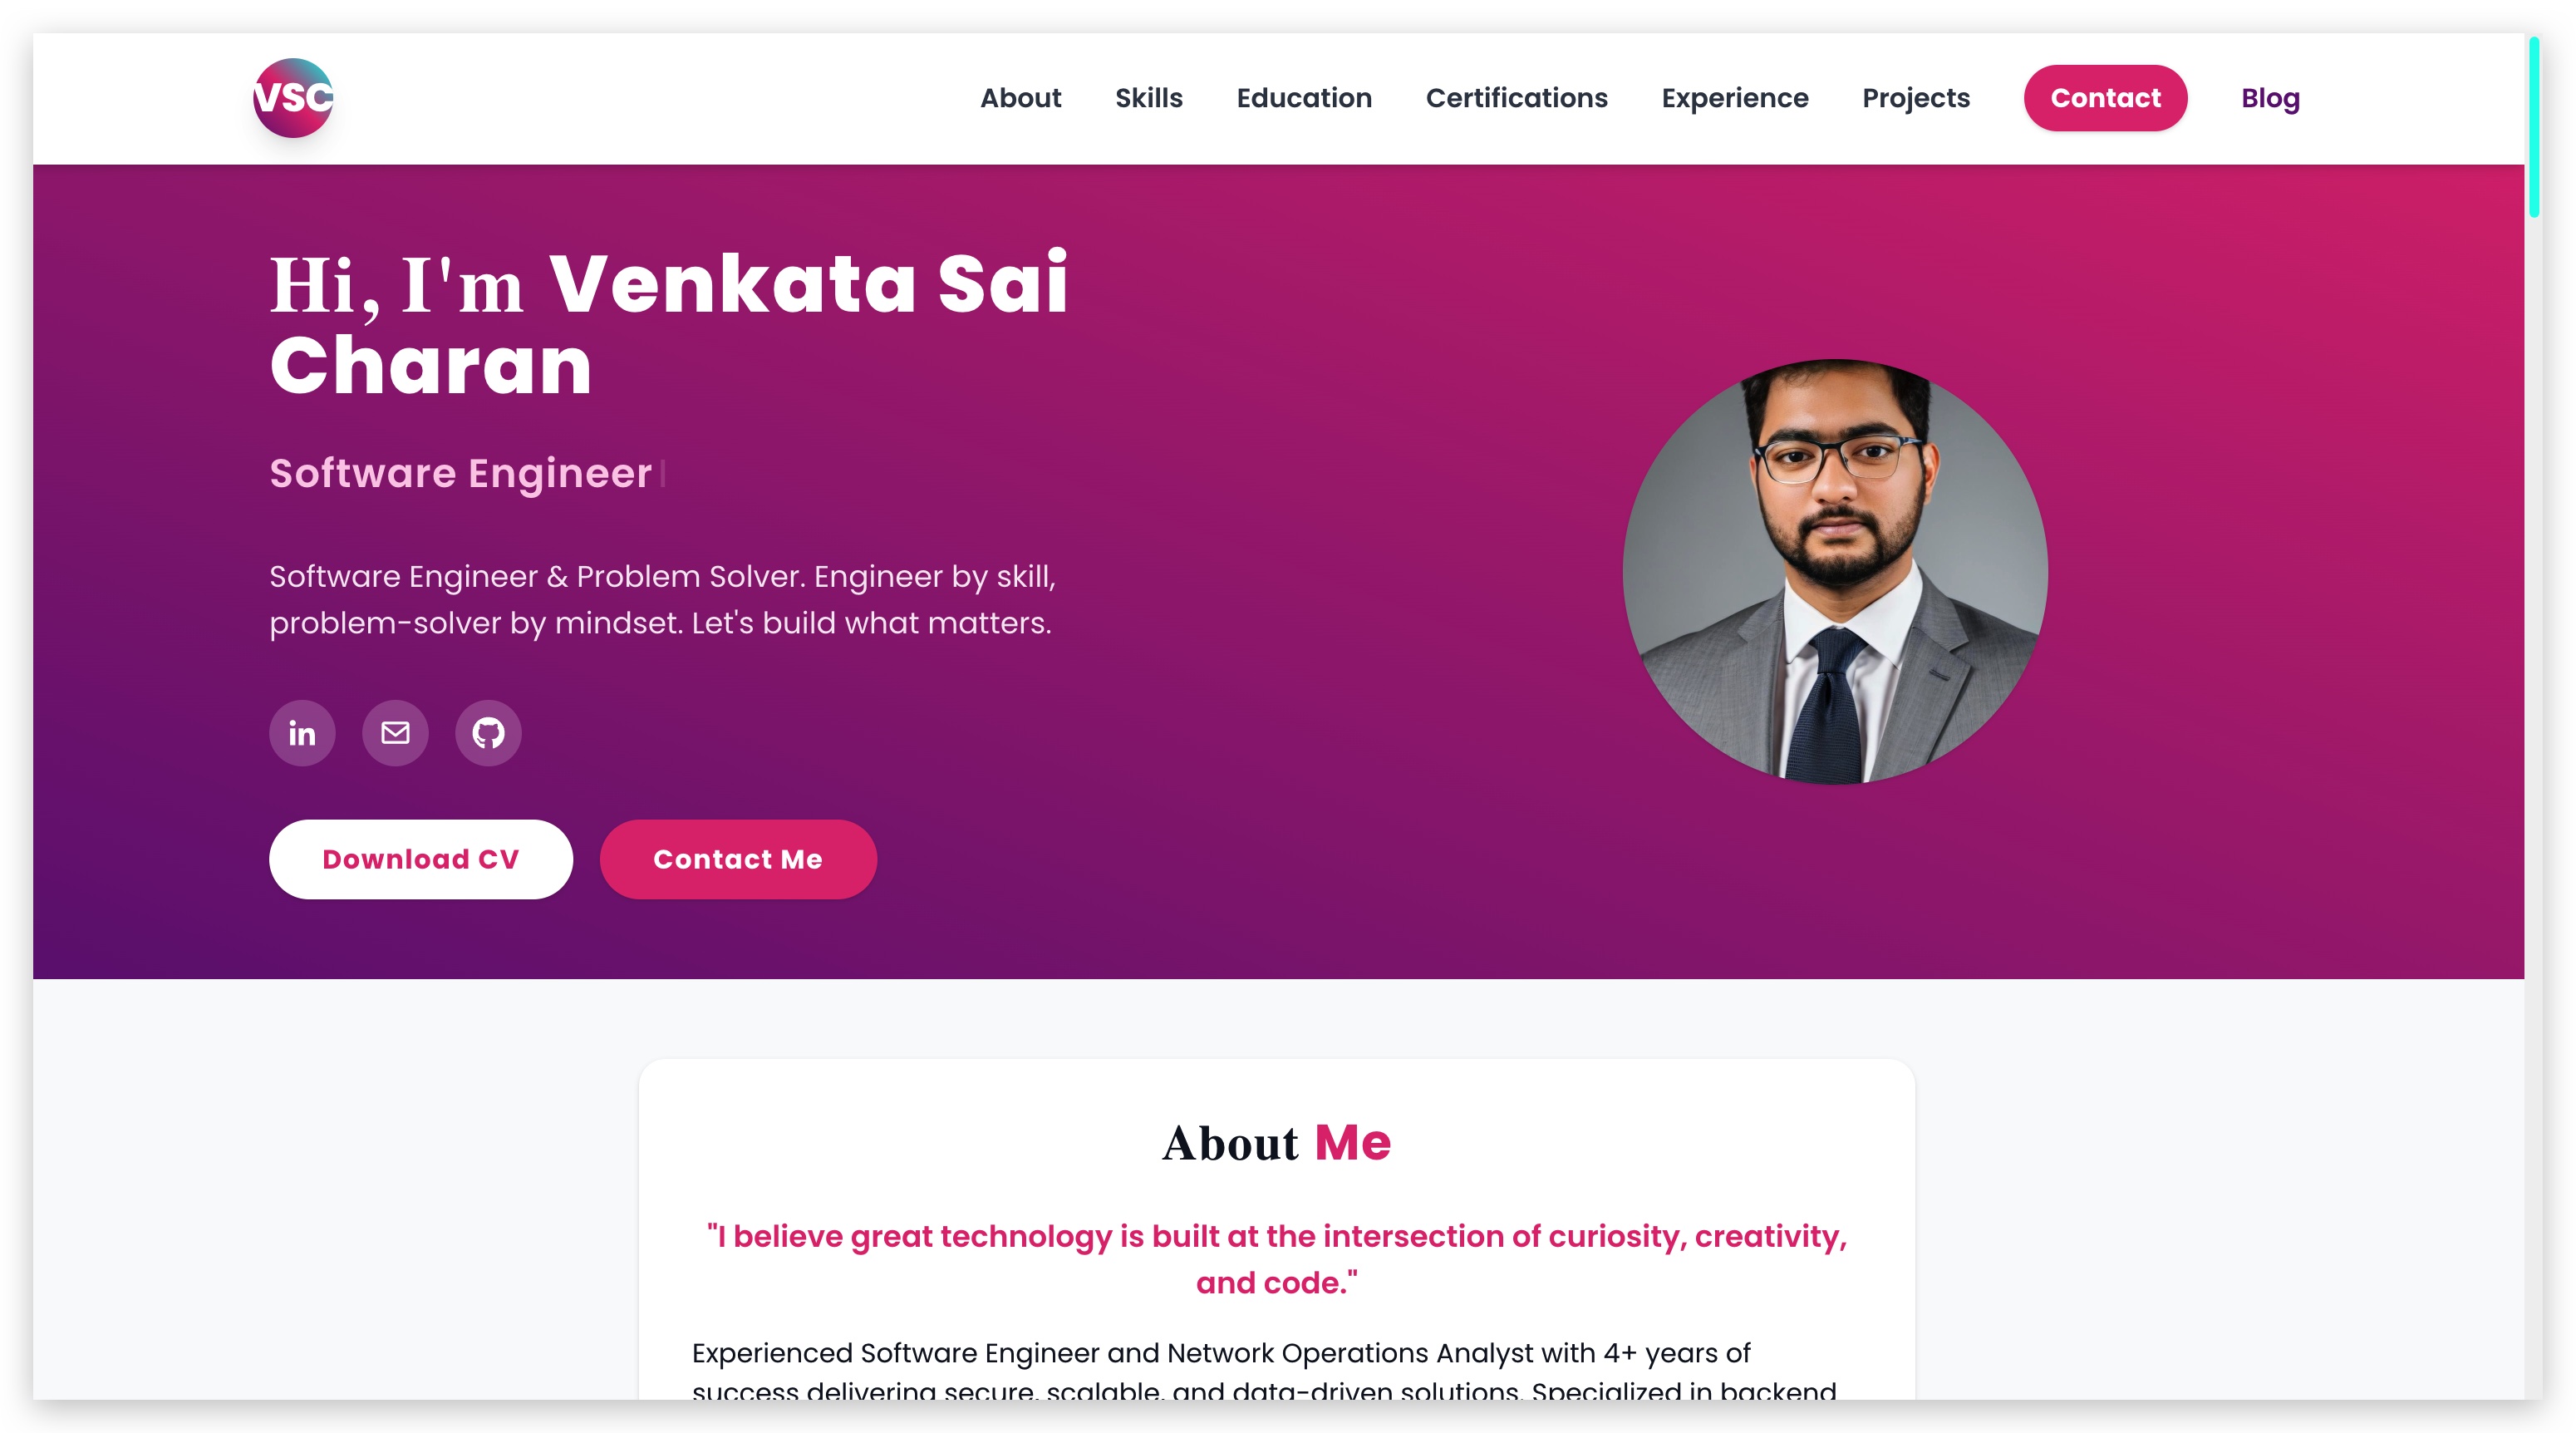 VSC
About Skills Education Certifications Experience Projects Contact Blog
Hi, I'm Venkata Sai
Charan
Software Engineer
Software Engineer & Problem Solver. Engineer by skill,
problem-solver by mindset. Let's build what matters.
in
Download CV Contact Me
About Me
"I believe great technology is built at the intersection of curiosity, creativity,
and code."
Experienced Software Engineer and Network Operations Analyst with 4+ years of
success delivering secure, scalable, and data-driven solutions. Specialized in backend